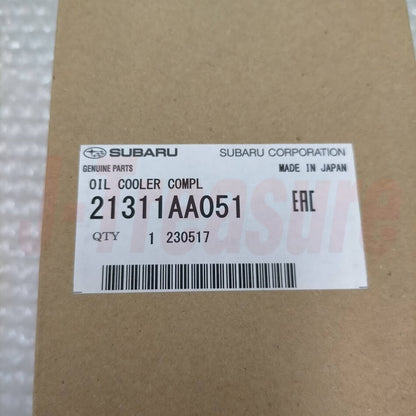 SUBARU SUBARU CORPORATION
GENUINE PARTS MADE IN JAPAN
OIL COOLER COMPL
21311AA051 EAC
QTY 1 230517